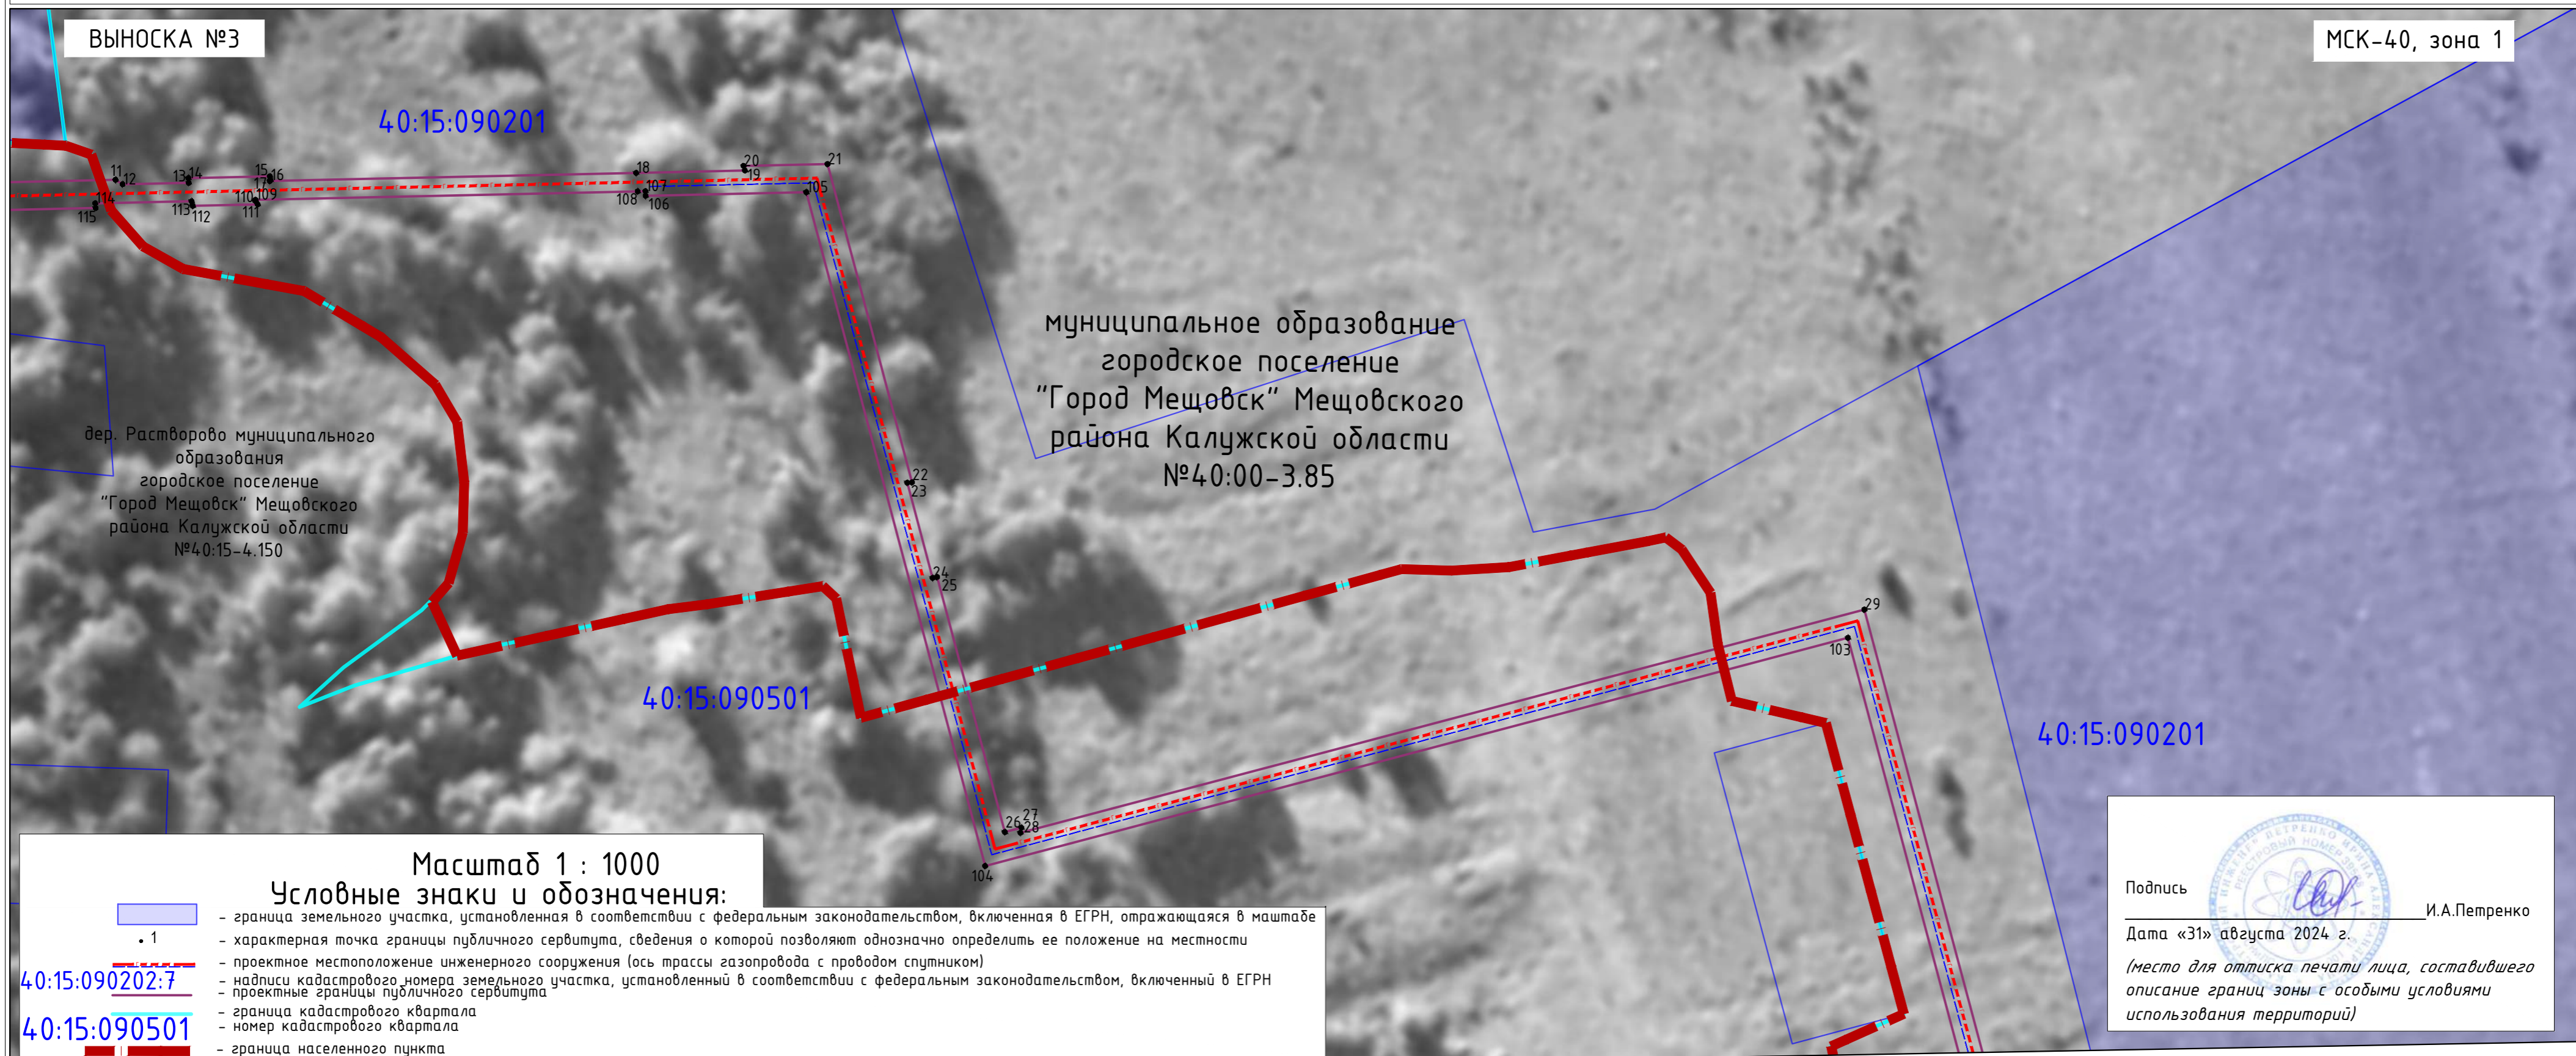 ВЫНОСКА №3
МСК-40, зона 1
40:15:090201
11
12
13
14
15
16
17
18
19
20
21
105
107
106
108
109
110
111
112
113
114
115
муниципальное образование
городское поселение
"Город Мещовск" Мещовского
района Калужской области
№40:00-3.85
дер. Растворово муниципального
образования
городское поселение
"Город Мещовск" Мещовского
района Калужской области
№40:15-4.150
22
23
24
25
29
103
40:15:090501
40:15:090201
26
27
28
104
Масштаб 1 : 1000
Условные знаки и обозначения:
- граница земельного участка, установленная в соответствии с федеральным законодательством, включенная в ЕГРН, отражающаяся в маштабе
1 - характерная точка границы публичного сервитута, сведения о которой позволяют однозначно определить ее положение на местности
- проектное местоположение инженерного сооружения (ось трассы газопровода с проводом спутником)
40:15:090202:7 - надписи кадастрового номера земельного участка, установленный в соответствии с федеральным законодательством, включенный в ЕГРН
- проектные границы публичного сервитута
- граница кадастрового квартала
40:15:090501 - номер кадастрового квартала
- граница населенного пункта
Подпись
И.А.Петренко
Дата «31» августа 2024 г.
(место для оттиска печати лица, составившего
описание границ зоны с особыми условиями
использования территорий)